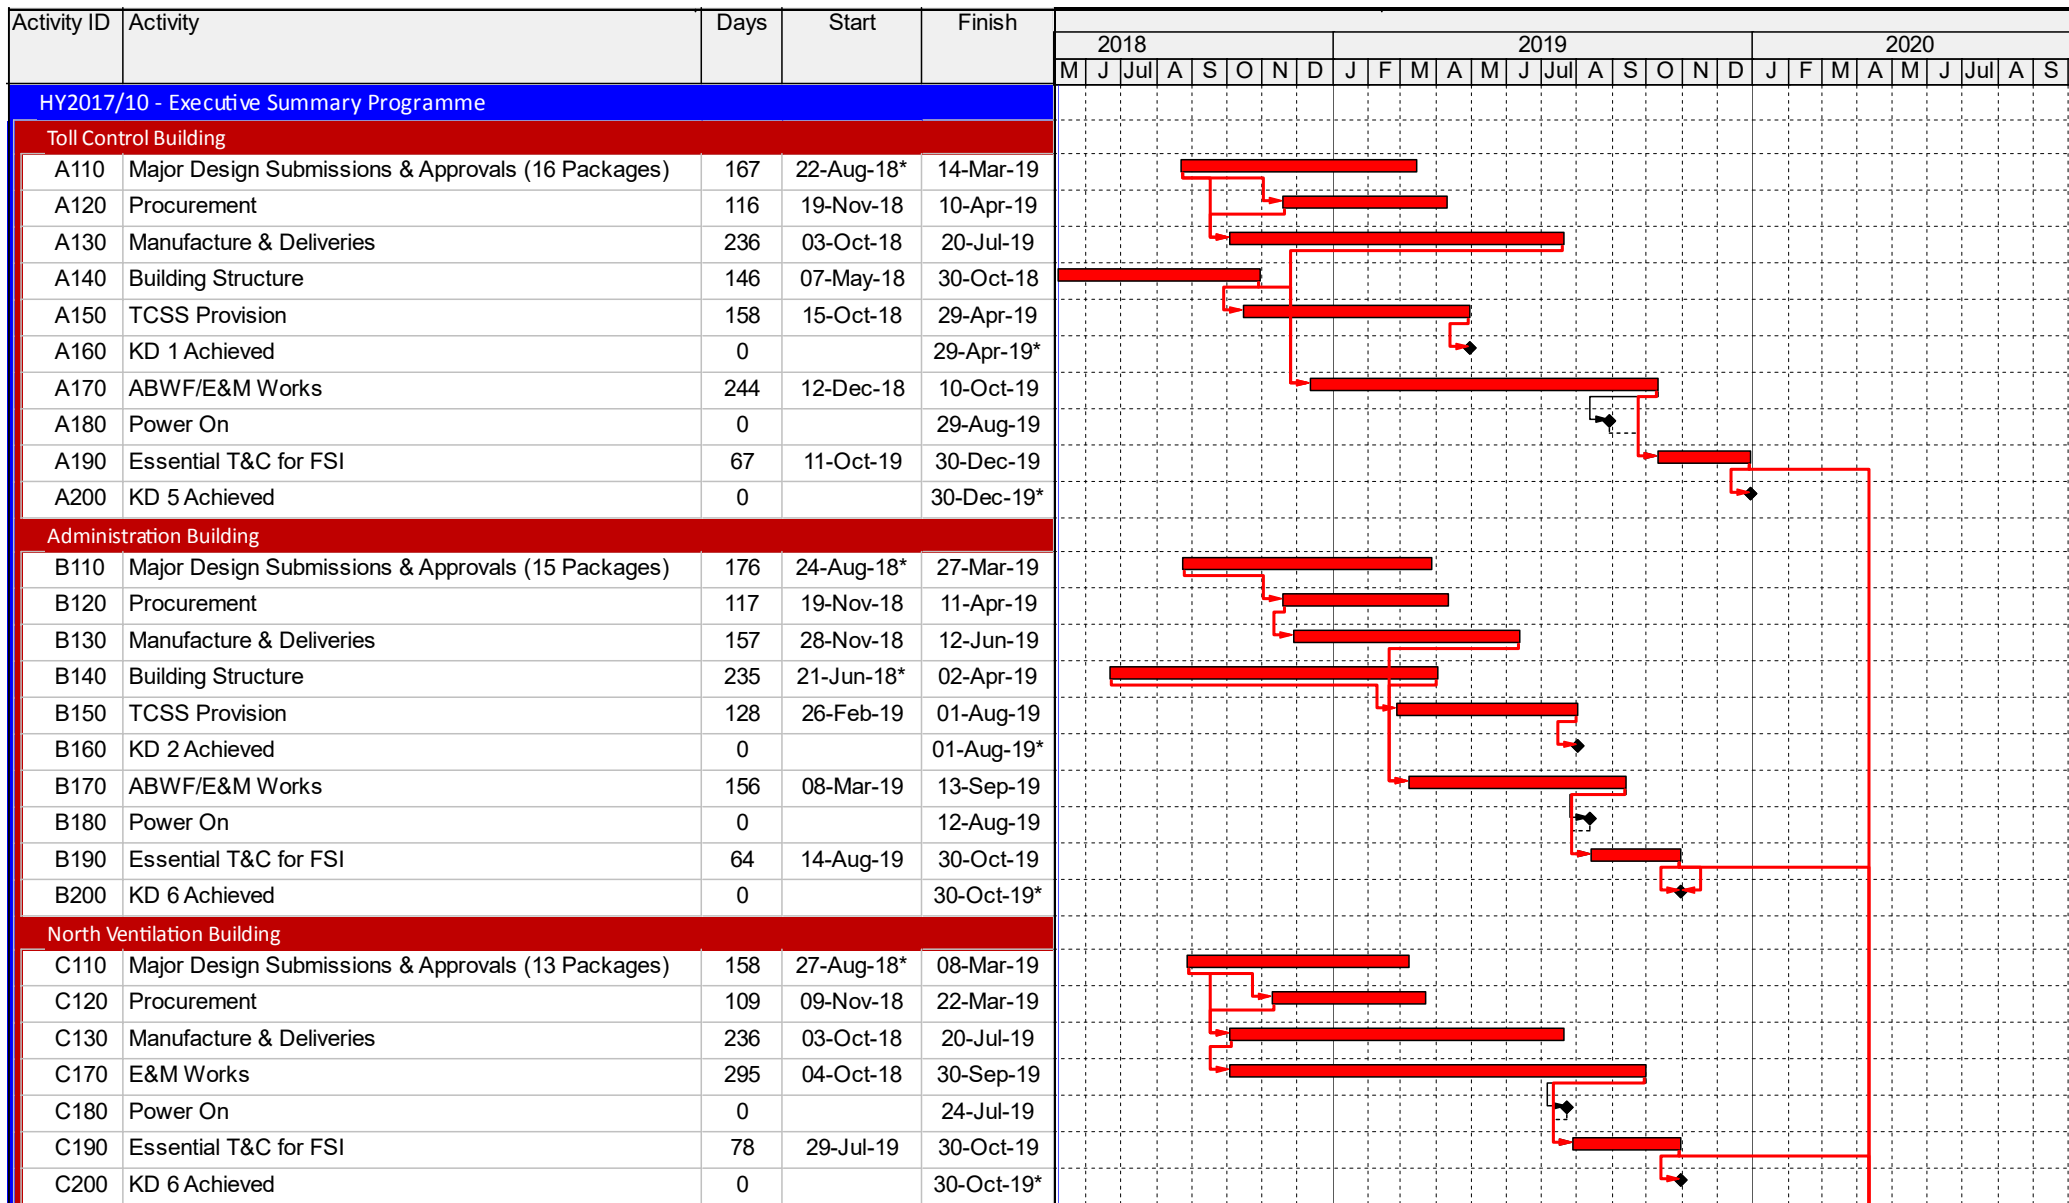 Activity ID Activity Days Start Finish
2018 2019 2020
M J Jul A S O N D J F M A M J Jul A S O N D J F M A M J Jul A S
HY2017/10 - Executive Summary Programme
Toll Control Building
A110 Major Design Submissions & Approvals (16 Packages) 167 22-Aug-18* 14-Mar-19
A120 Procurement 116 19-Nov-18 10-Apr-19
A130 Manufacture & Deliveries 236 03-Oct-18 20-Jul-19
A140 Building Structure 146 07-May-18 30-Oct-18
A150 TCSS Provision 158 15-Oct-18 29-Apr-19
A160 KD 1 Achieved 0 29-Apr-19*
A170 ABWF/E&M Works 244 12-Dec-18 10-Oct-19
A180 Power On 0 29-Aug-19
A190 Essential T&C for FSI 67 11-Oct-19 30-Dec-19
A200 KD 5 Achieved 0 30-Dec-19*
Administration Building
B110 Major Design Submissions & Approvals (15 Packages) 176 24-Aug-18* 27-Mar-19
B120 Procurement 117 19-Nov-18 11-Apr-19
B130 Manufacture & Deliveries 157 28-Nov-18 12-Jun-19
B140 Building Structure 235 21-Jun-18* 02-Apr-19
B150 TCSS Provision 128 26-Feb-19 01-Aug-19
B160 KD 2 Achieved 0 01-Aug-19*
B170 ABWF/E&M Works 156 08-Mar-19 13-Sep-19
B180 Power On 0 12-Aug-19
B190 Essential T&C for FSI 64 14-Aug-19 30-Oct-19
B200 KD 6 Achieved 0 30-Oct-19*
North Ventilation Building
C110 Major Design Submissions & Approvals (13 Packages) 158 27-Aug-18* 08-Mar-19
C120 Procurement 109 09-Nov-18 22-Mar-19
C130 Manufacture & Deliveries 236 03-Oct-18 20-Jul-19
C170 E&M Works 295 04-Oct-18 30-Sep-19
C180 Power On 0 24-Jul-19
C190 Essential T&C for FSI 78 29-Jul-19 30-Oct-19
C200 KD 6 Achieved 0 30-Oct-19*